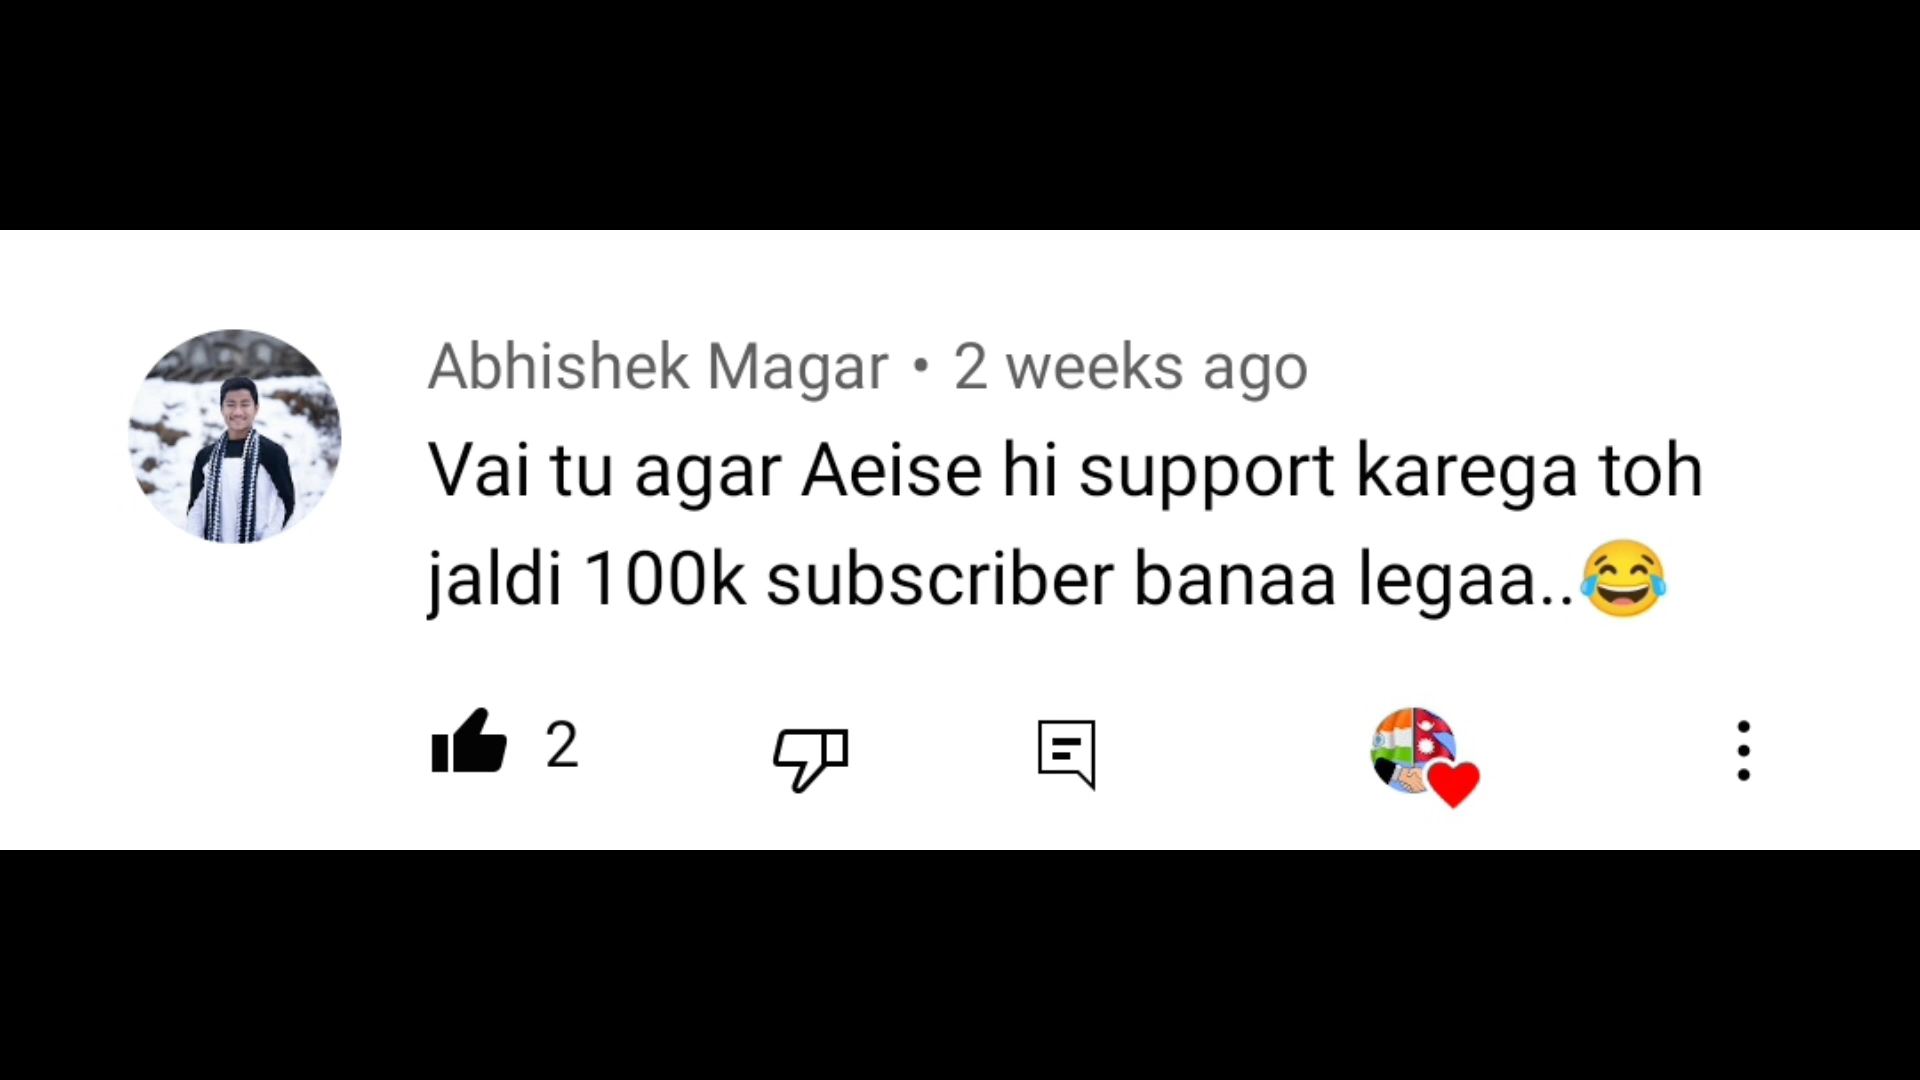 Abhishek Magar • 2 weeks ago
Vai tu agar Aeise hi support karega toh
jaldi 100k subscriber banaa legaa..😂
2